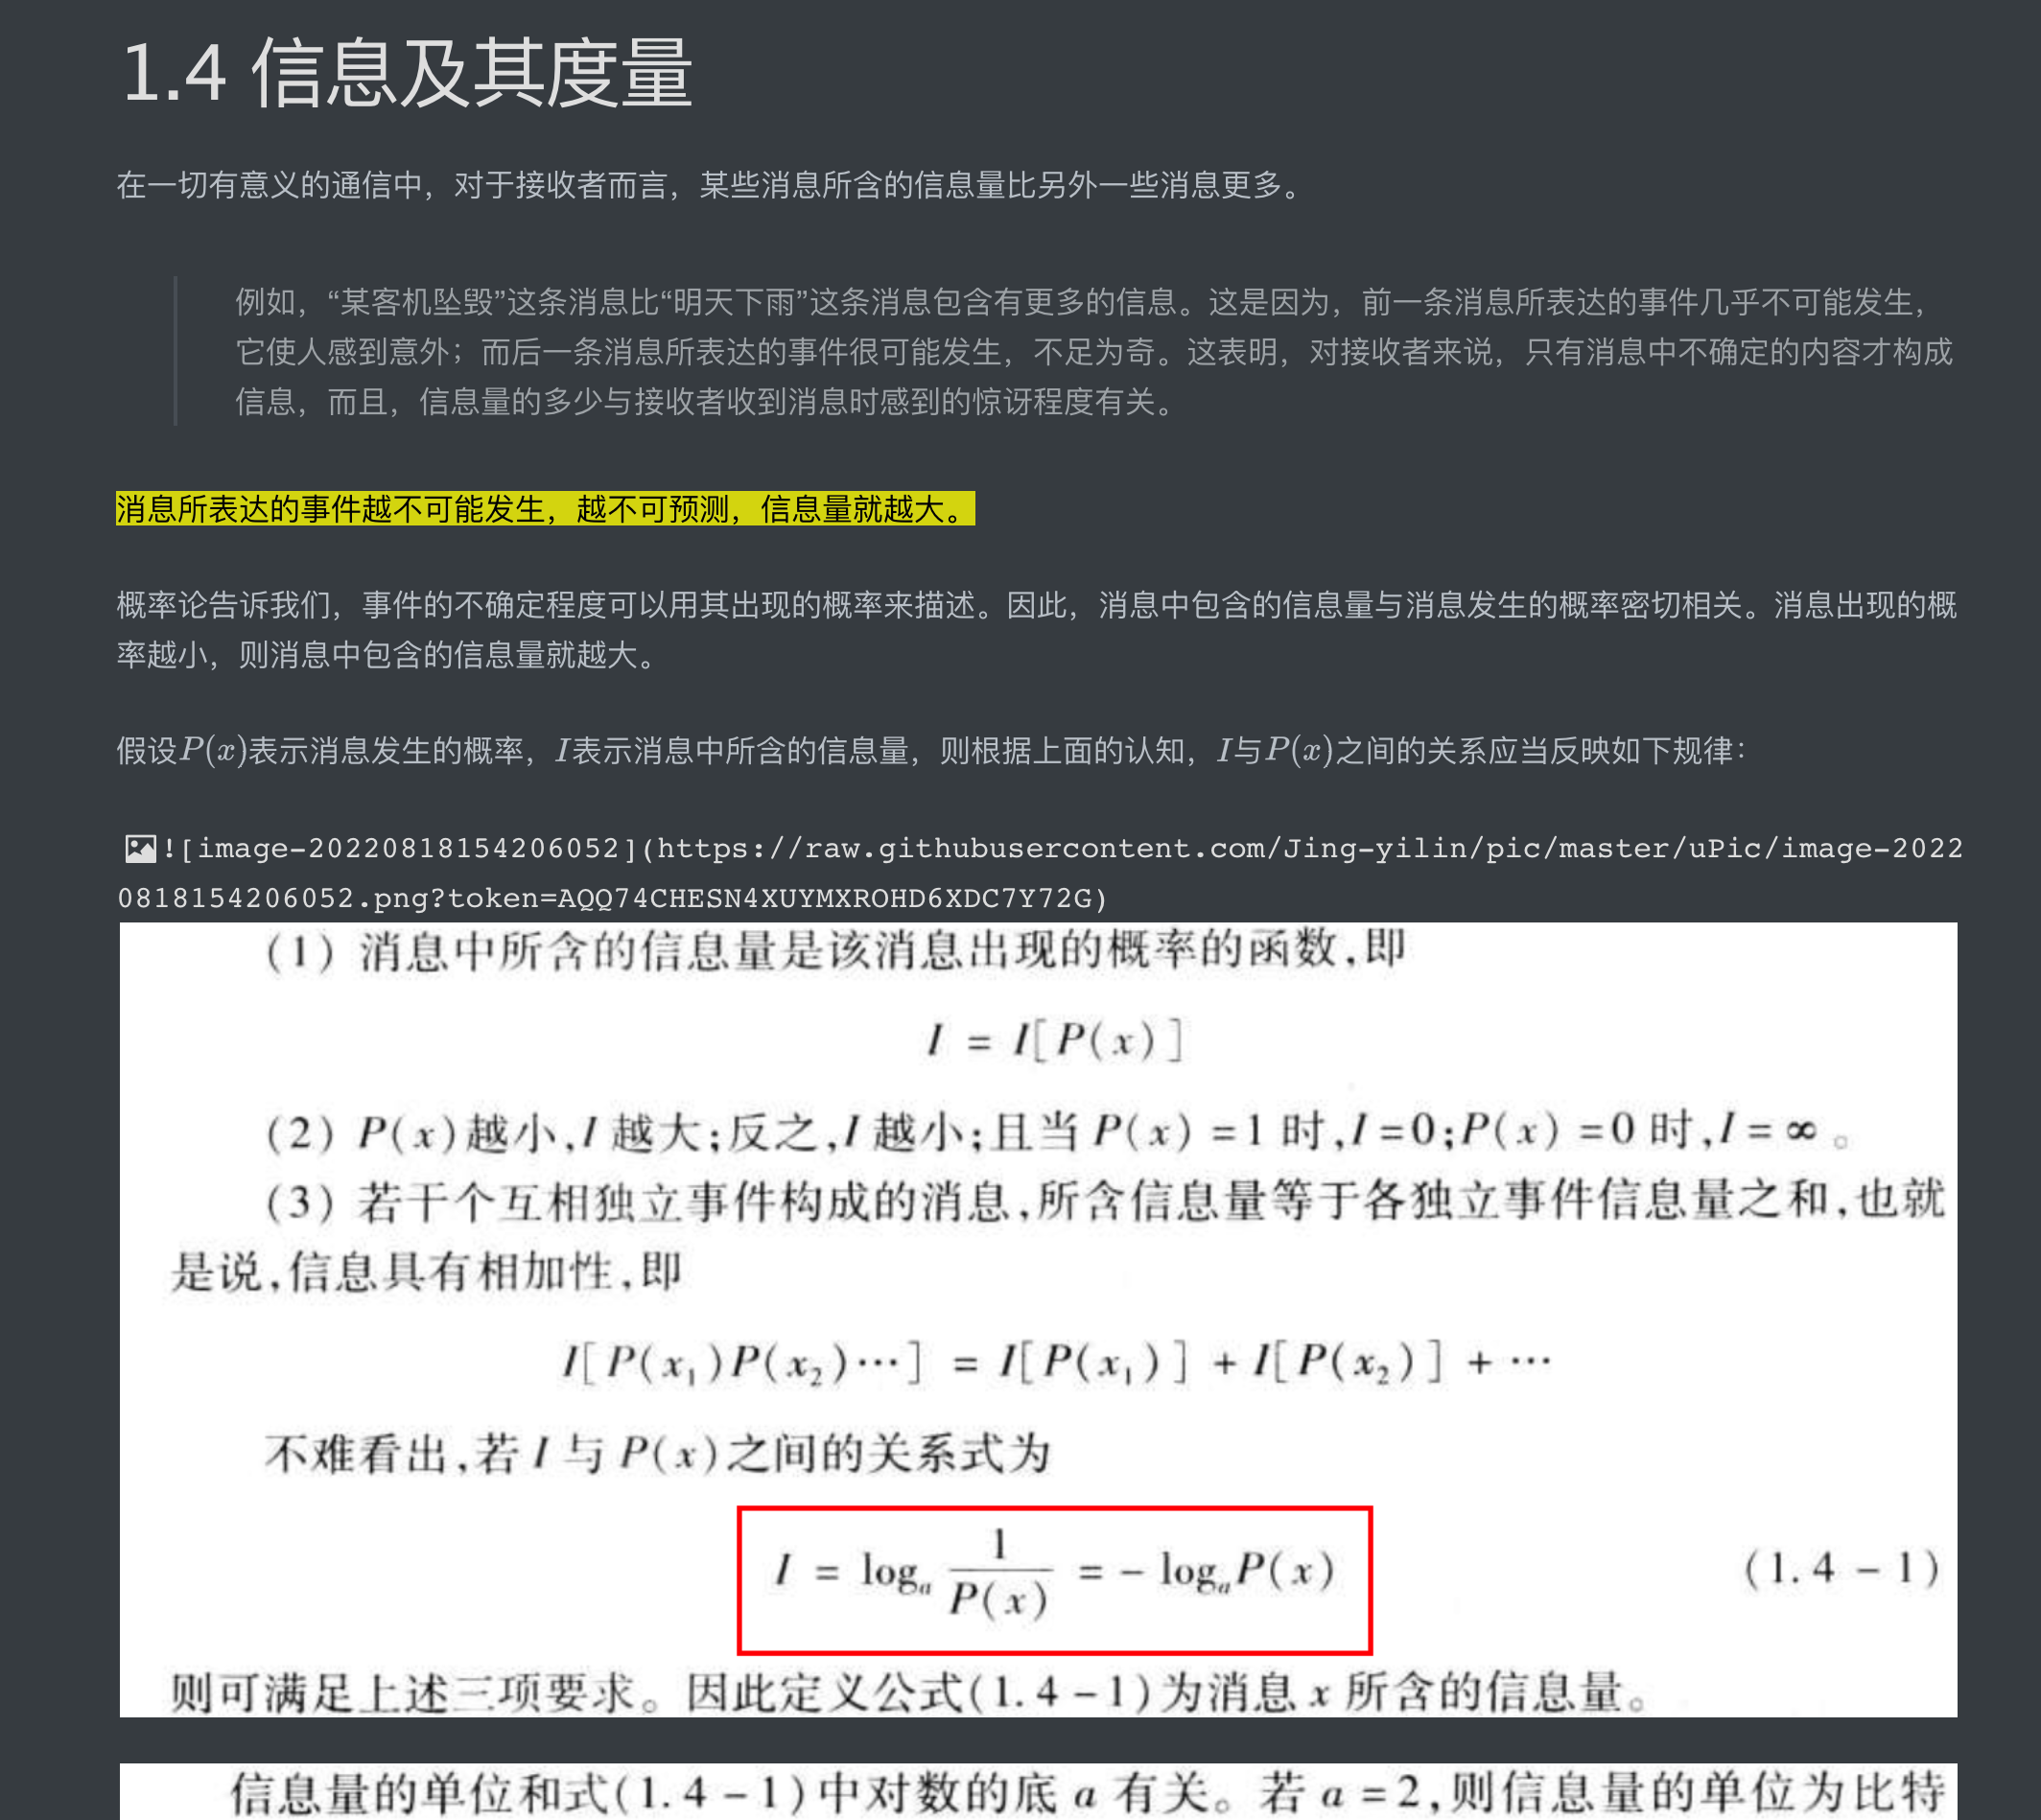 1.4 信息及其度量
在一切有意义的通信中，对于接收者而言，某些消息所含的信息量比另外一些消息更多。
例如，“某客机坠毁”这条消息比“明天下雨”这条消息包含有更多的信息。这是因为，前一条消息所表达的事件几乎不可能发生，
它使人感到意外；而后一条消息所表达的事件很可能发生，不足为奇。这表明，对接收者来说，只有消息中不确定的内容才构成
信息，而且，信息量的多少与接收者收到消息时感到的惊讶程度有关。
消息所表达的事件越不可能发生，越不可预测，信息量就越大。
概率论告诉我们，事件的不确定程度可以用其出现的概率来描述。因此，消息中包含的信息量与消息发生的概率密切相关。消息出现的概
率越小，则消息中包含的信息量就越大。
假设P(x)表示消息发生的概率，I表示消息中所含的信息量，则根据上面的认知，I与P(x)之间的关系应当反映如下规律：
![image-20220818154206052](https://raw.githubusercontent.com/Jing-yilin/pic/master/uPic/image-2022
0818154206052.png?token=AQQ74CHESN4XUYMXROHD6XDC7Y72G)
(1) 消息中所含的信息量是该消息出现的概率的函数,即
I = I[P(x)]
(2) P(x)越小,I 越大;反之,I 越小;且当 P(x)=1 时,I=0;P(x)=0 时,I=∞。
(3) 若干个互相独立事件构成的消息,所含信息量等于各独立事件信息量之和,也就
是说,信息具有相加性,即
I[P(x₁)P(x₂)⋯] = I[P(x₁)] + I[P(x₂)] + ⋯
不难看出,若 I 与 P(x)之间的关系式为
I = logₐ 1/P(x) = - logₐP(x) (1.4-1)
则可满足上述三项要求。因此定义公式(1.4-1)为消息 x 所含的信息量。
信息量的单位和式(1.4-1)中对数的底 a 有关。若 a=2,则信息量的单位为比特